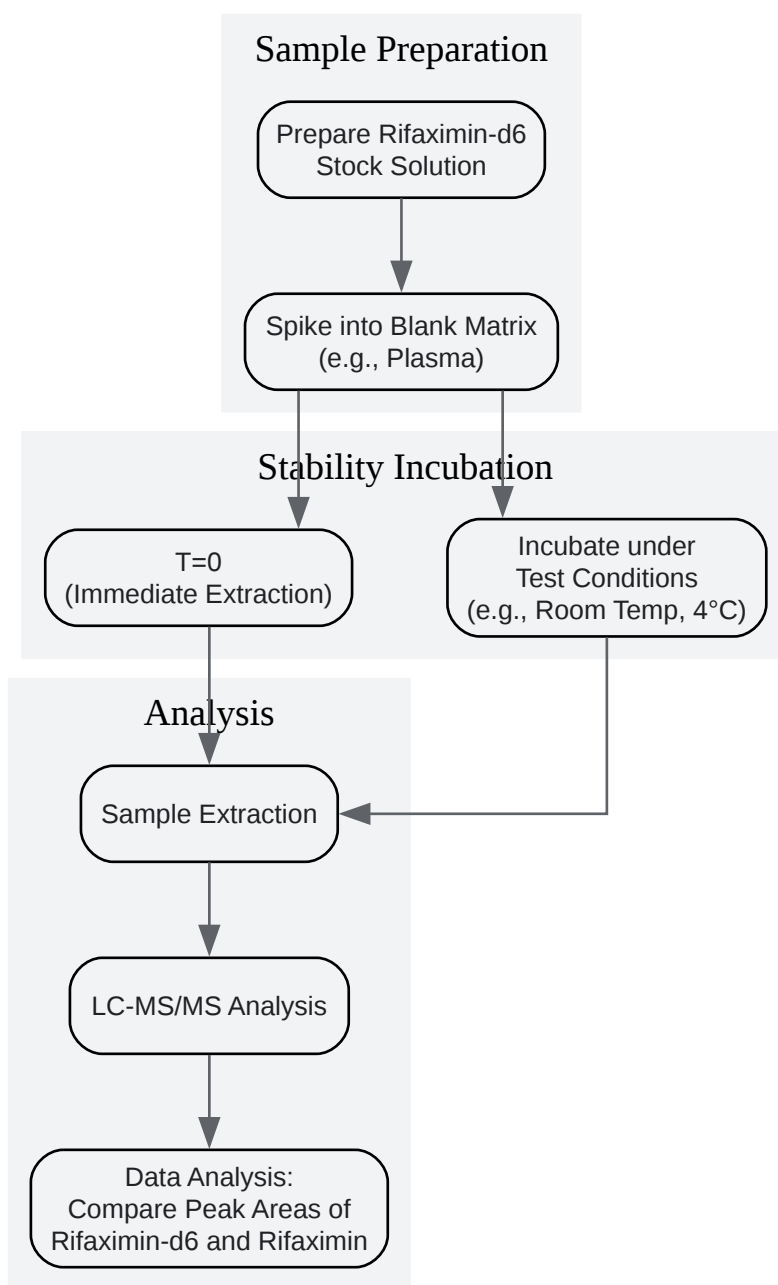 Sample Preparation
Prepare Rifaximin-d6
Stock Solution
Spike into Blank Matrix
(e.g., Plasma)
Stability Incubation
T=0
(Immediate Extraction)
Incubate under
Test Conditions
(e.g., Room Temp, 4°C)
Analysis
Sample Extraction
LC-MS/MS Analysis
Data Analysis:
Compare Peak Areas of
Rifaximin-d6 and Rifaximin